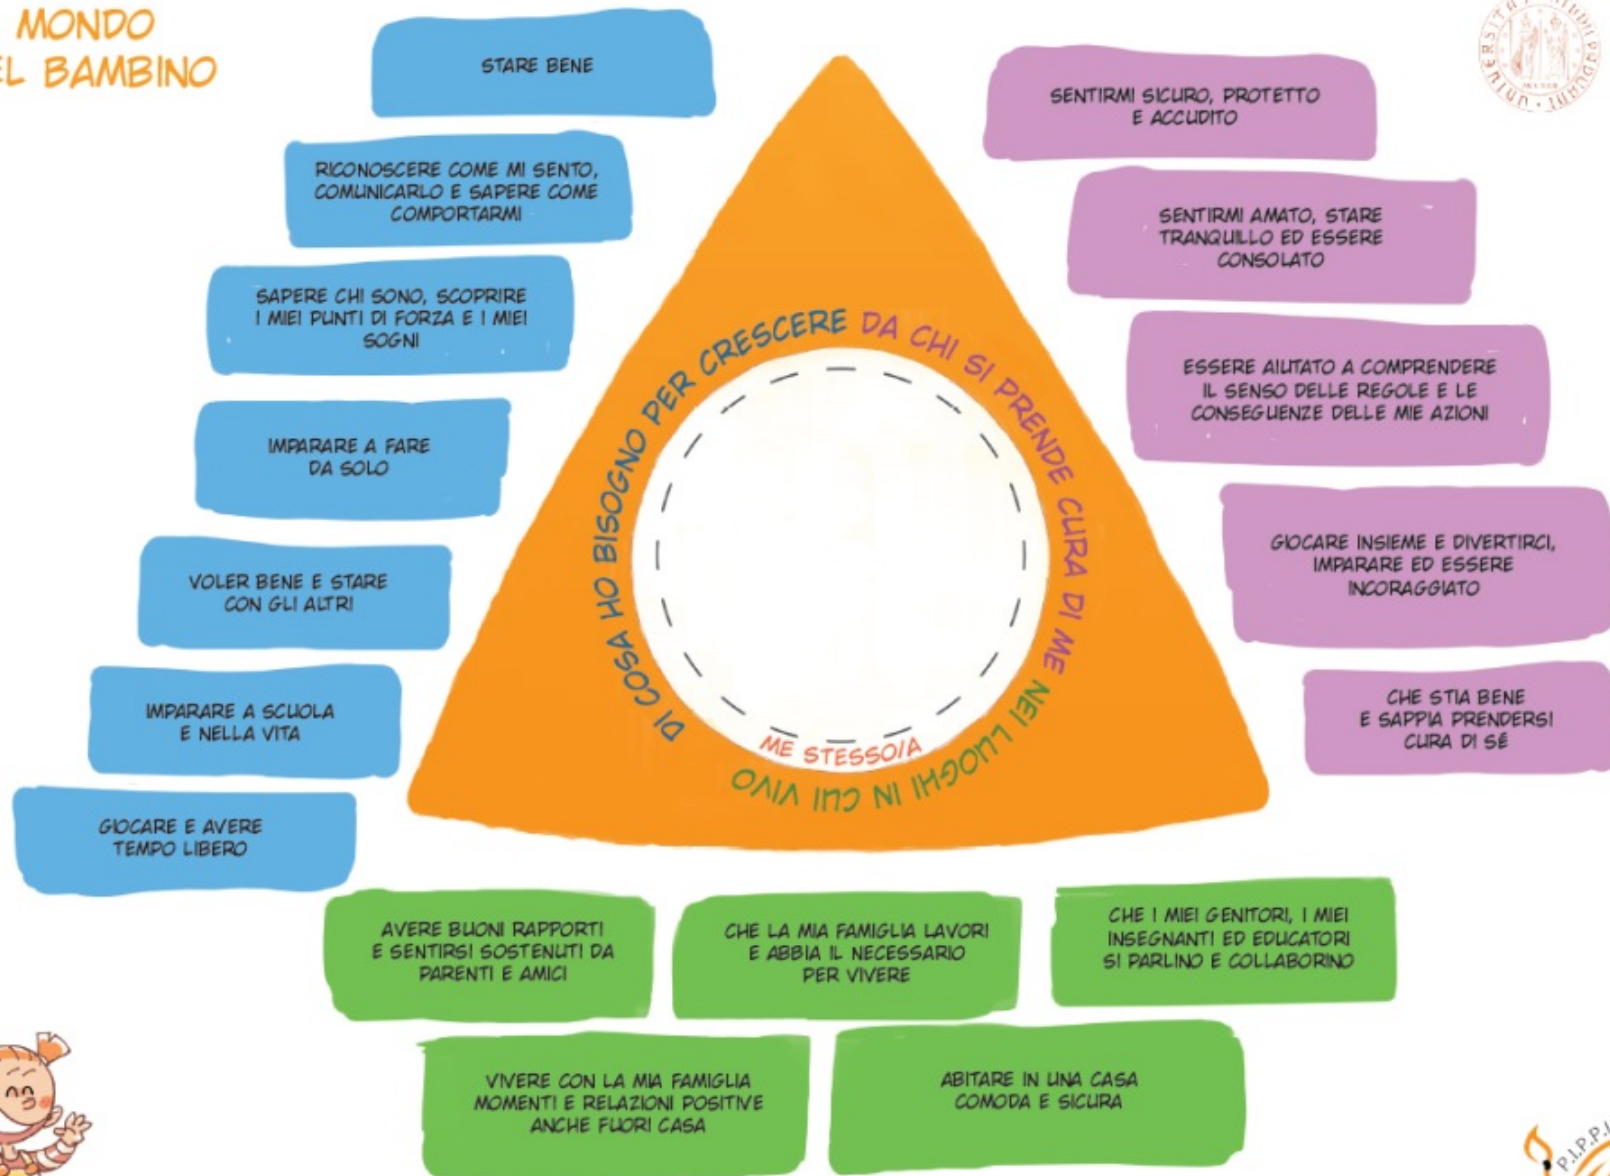 MONDO
EL BAMBINO
STARE BENE
RICONOSCERE COME MI SENTO,
COMUNICARLO E SAPERE COME
COMPORTARMI
SAPERE CHI SONO, SCOPRIRE
I MIEI PUNTI DI FORZA E I MIEI
SOGNI
IMPARARE A FARE
DA SOLO
VOLER BENE E STARE
CON GLI ALTRI
IMPARARE A SCUOLA
E NELLA VITA
GIOCARE E AVERE
TEMPO LIBERO
DI COSA HO BISOGNO PER CRESCERE
DA CHI SI PRENDE CURA DI ME
NEI LUOGHI IN CUI VIVO
ME STESSO/A
SENTIRMI SICURO, PROTETTO
E ACCUDITO
SENTIRMI AMATO, STARE
TRANQUILLO ED ESSERE
CONSOLATO
ESSERE AIUTATO A COMPRENDERE
IL SENSO DELLE REGOLE E LE
CONSEGUENZE DELLE MIE AZIONI
GIOCARE INSIEME E DIVERTIRCI,
IMPARARE ED ESSERE
INCORAGGIATO
CHE STIA BENE
E SAPPIA PRENDERSI
CURA DI SÉ
AVERE BUONI RAPPORTI
E SENTIRSI SOSTENUTI DA
PARENTI E AMICI
CHE LA MIA FAMIGLIA LAVORI
E ABBIA IL NECESSARIO
PER VIVERE
CHE I MIEI GENITORI, I MIEI
INSEGNANTI ED EDUCATORI
SI PARLINO E COLLABORINO
VIVERE CON LA MIA FAMIGLIA
MOMENTI E RELAZIONI POSITIVE
ANCHE FUORI CASA
ABITARE IN UNA CASA
COMODA E SICURA
P.I.P.P.I.